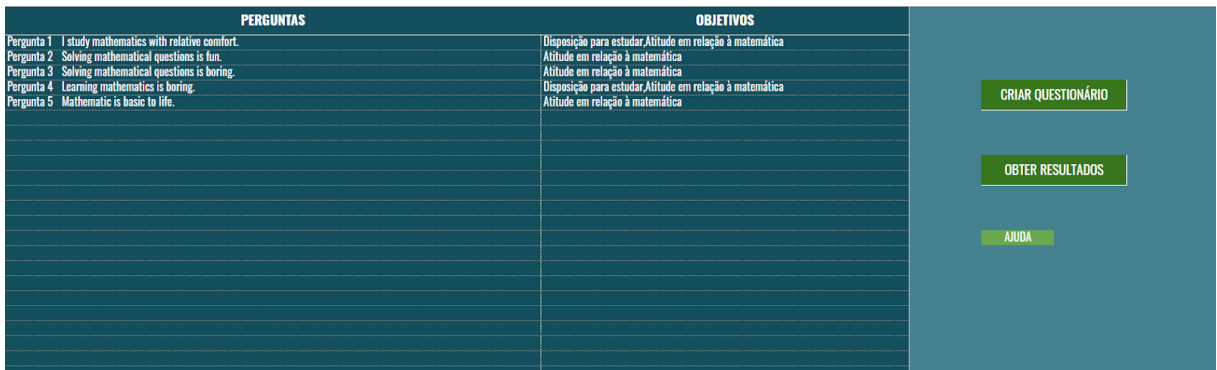 PERGUNTAS OBJETIVOS
Pergunta 1 I study mathematics with relative comfort. Disposição para estudar,Atitude em relação à matemática
Pergunta 2 Solving mathematical questions is fun. Atitude em relação à matemática
Pergunta 3 Solving mathematical questions is boring. Atitude em relação à matemática
Pergunta 4 Learning mathematics is boring. Disposição para estudar,Atitude em relação à matemática
Pergunta 5 Mathematic is basic to life. Atitude em relação à matemática
CRIAR QUESTIONÁRIO
OBTER RESULTADOS
AJUDA